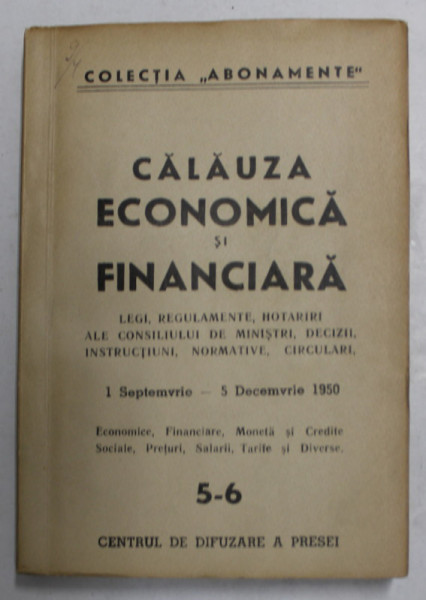 COLECȚIA „ABONAMENTE"
CĂLĂUZA
ECONOMICĂ
ȘI
FINANCIARĂ
LEGI, REGULAMENTE, HOTARIRI
ALE CONSILIULUI DE MINIȘTRI, DECIZII,
INSTRUCȚIUNI, NORMATIVE, CIRCULARI,
1 Septemvrie — 5 Decemvrie 1950
Economice, Financiare, Monetă și Credite
Sociale, Prețuri, Salarii, Tarife și Diverse.
5-6
CENTRUL DE DIFUZARE A PRESEI